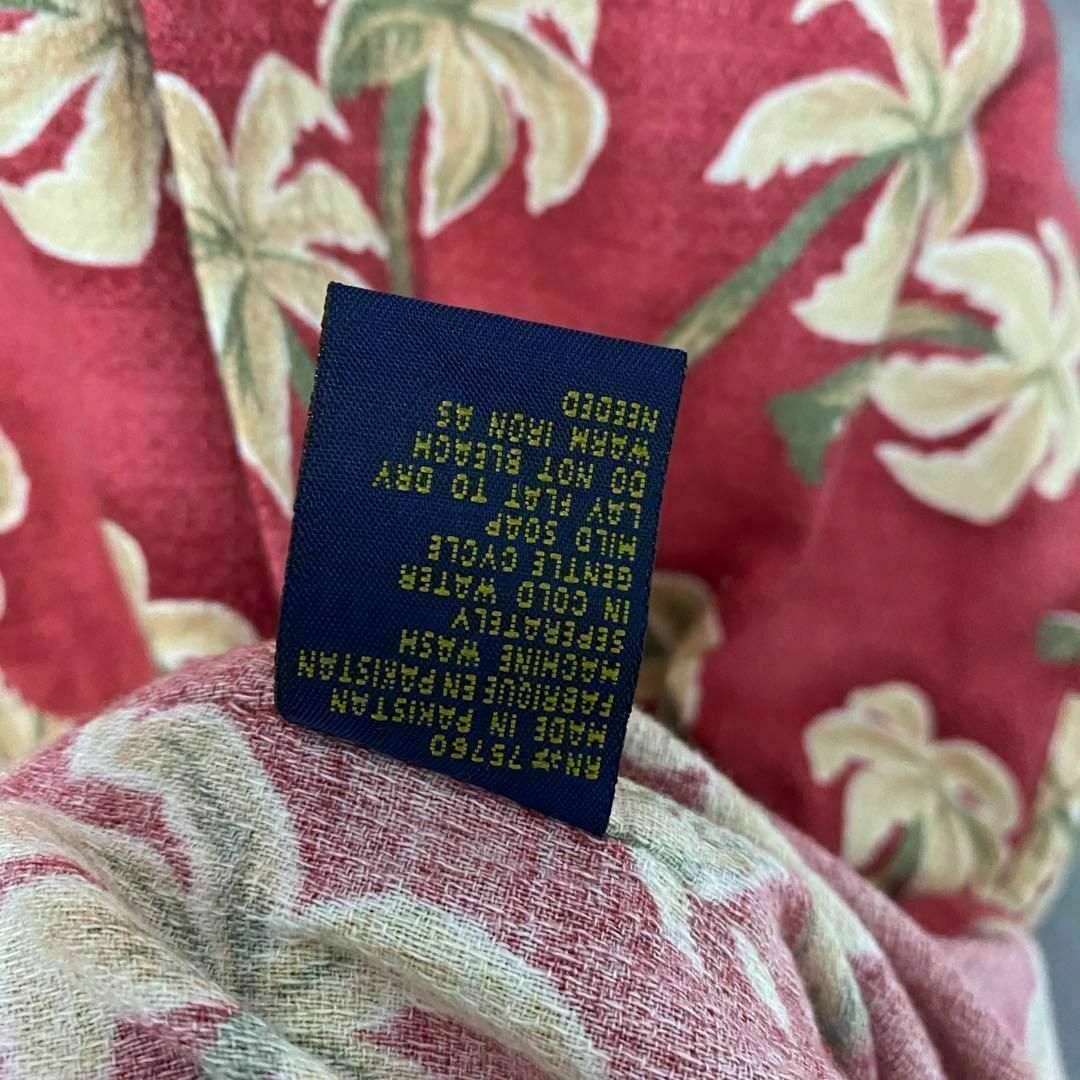 RN# 75760
MADE IN PAKISTAN
FABRIQUE EN PAKISTAN
MACHINE WASH
SEPERATELY
IN COLD WATER
GENTLE CYCLE
MILD SOAP
LAY FLAT TO DRY
DO NOT BLEACH
WARM IRON AS
NEEDED